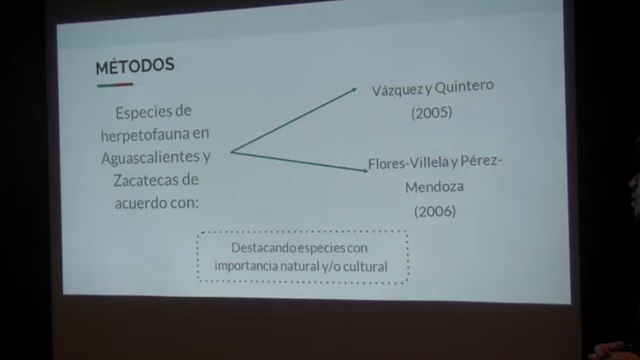 MÉTODOS
Especies de
herpetofauna en
Aguascalientes y
Zacatecas de
acuerdo con:
Vázquez y Quintero
(2005)
Flores-Villela y Pérez-
Mendoza
(2006)
Destacando especies con
importancia natural y/o cultural